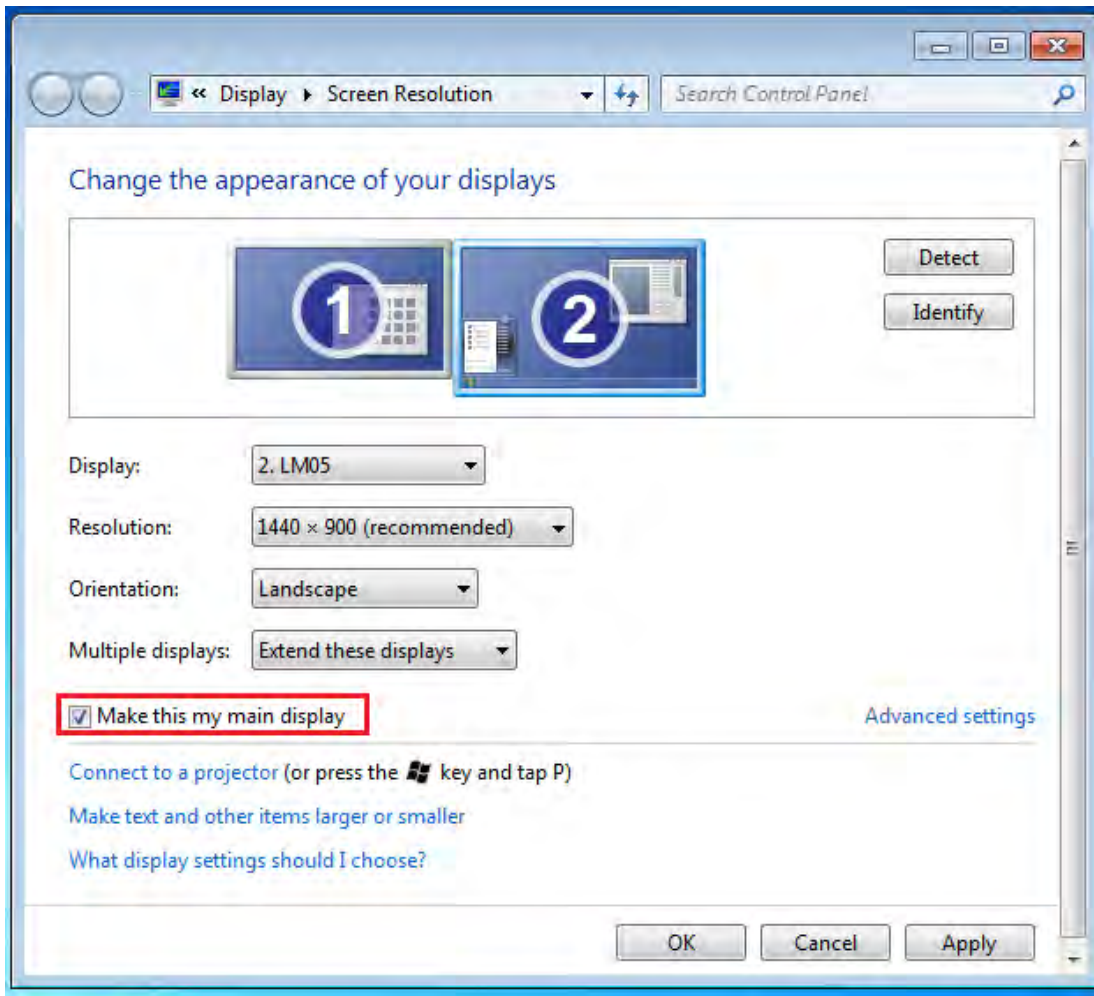 « Display ▸ Screen Resolution
Search Control Panel
Change the appearance of your displays
1
2
Detect
Identify
Display: 2. LM05
Resolution: 1440 × 900 (recommended)
Orientation: Landscape
Multiple displays: Extend these displays
Make this my main display
Advanced settings
Connect to a projector (or press the key and tap P)
Make text and other items larger or smaller
What display settings should I choose?
OK Cancel Apply